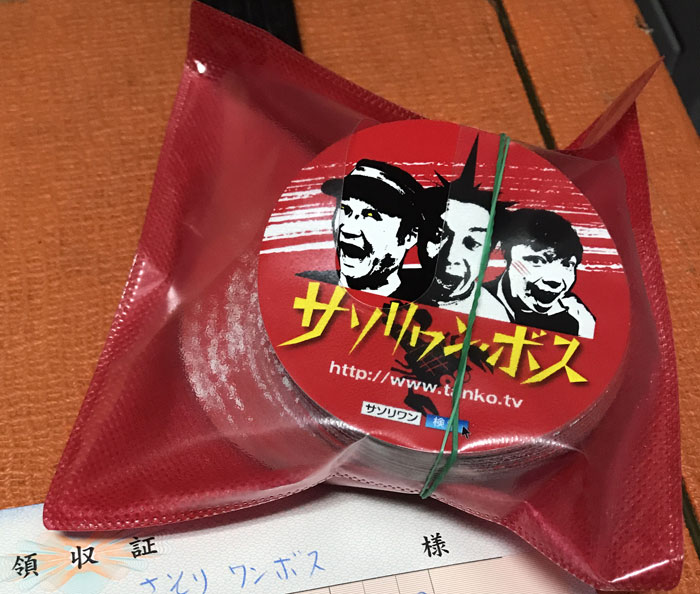 サソリワンボス
http://www.tanko.tv
サソリワン 検
領収証 様
さそり ワンボス